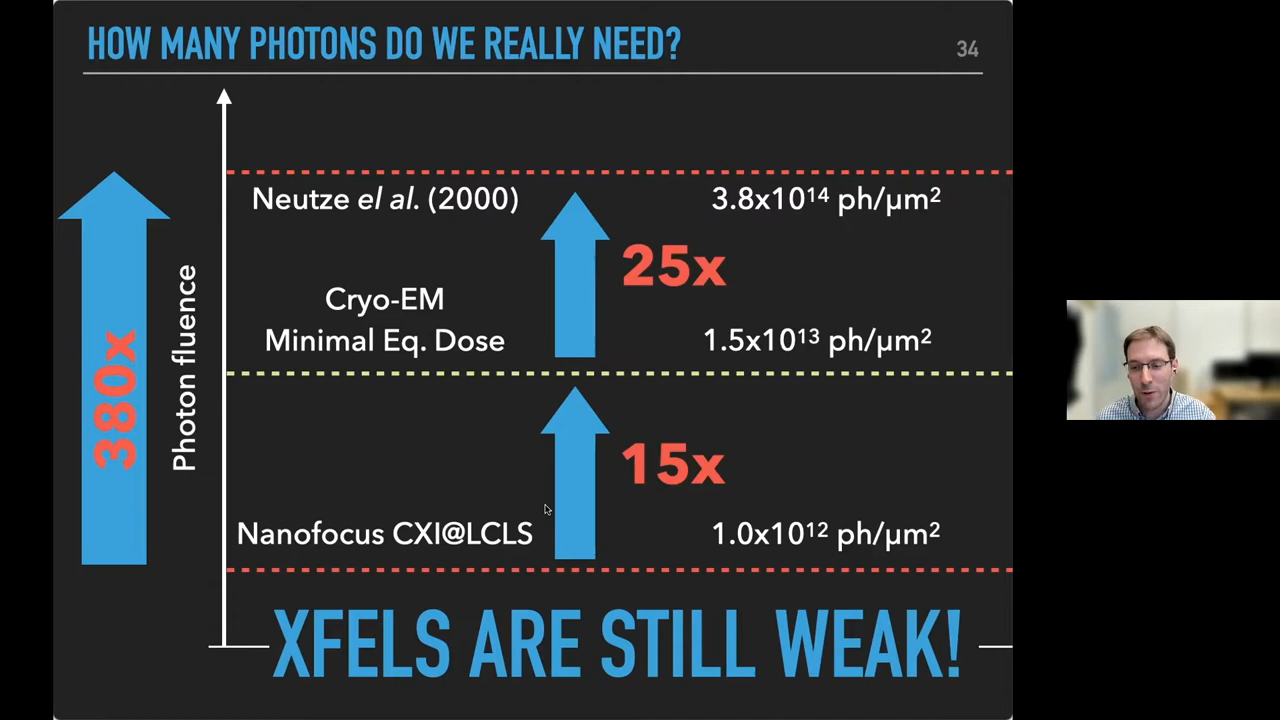 HOW MANY PHOTONS DO WE REALLY NEED?
34
Neutze el al. (2000) 3.8x10¹⁴ ph/µm²
25x
Cryo-EM
Minimal Eq. Dose 1.5x10¹³ ph/µm²
380x
Photon fluence
15x
Nanofocus CXI@LCLS 1.0x10¹² ph/µm²
XFELS ARE STILL WEAK!